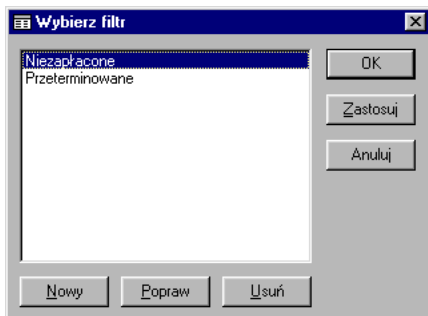 Wybierz filtr
Niezapłacone
Przeterminowane
OK
Zastosuj
Anuluj
Nowy
Popraw
Usuń